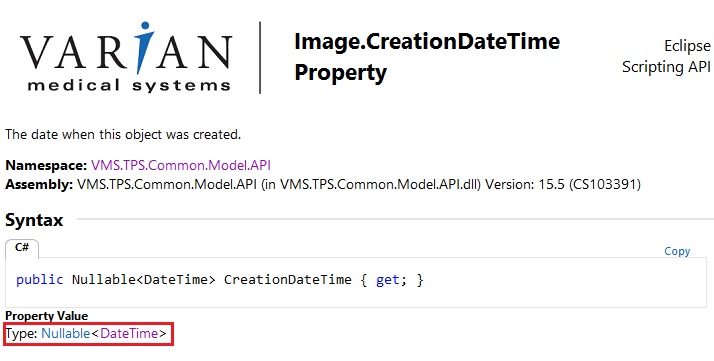 VARIAN
medical systems
Image.CreationDateTime
Property
Eclipse
Scripting API
The date when this object was created.
Namespace: VMS.TPS.Common.Model.API
Assembly: VMS.TPS.Common.Model.API (in VMS.TPS.Common.Model.API.dll) Version: 15.5 (CS103391)
Syntax
C#
Copy
public Nullable<DateTime> CreationDateTime { get; }
Property Value
Type: Nullable<DateTime>